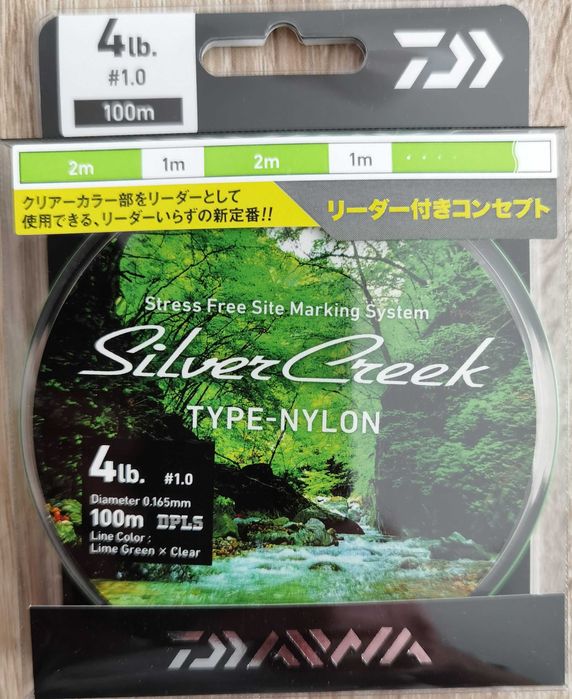 4lb.
#1.0
100m
2m 1m 2m 1m
クリアーカラー部をリーダーとして
使用できる、リーダーいらずの新定番!!
リーダー付きコンセプト
Stress Free Site Marking System
Silver Creek
TYPE-NYLON
4lb. #1.0
Diameter 0.165mm
100m DPLS
Line Color :
Lime Green × Clear
DAIWA